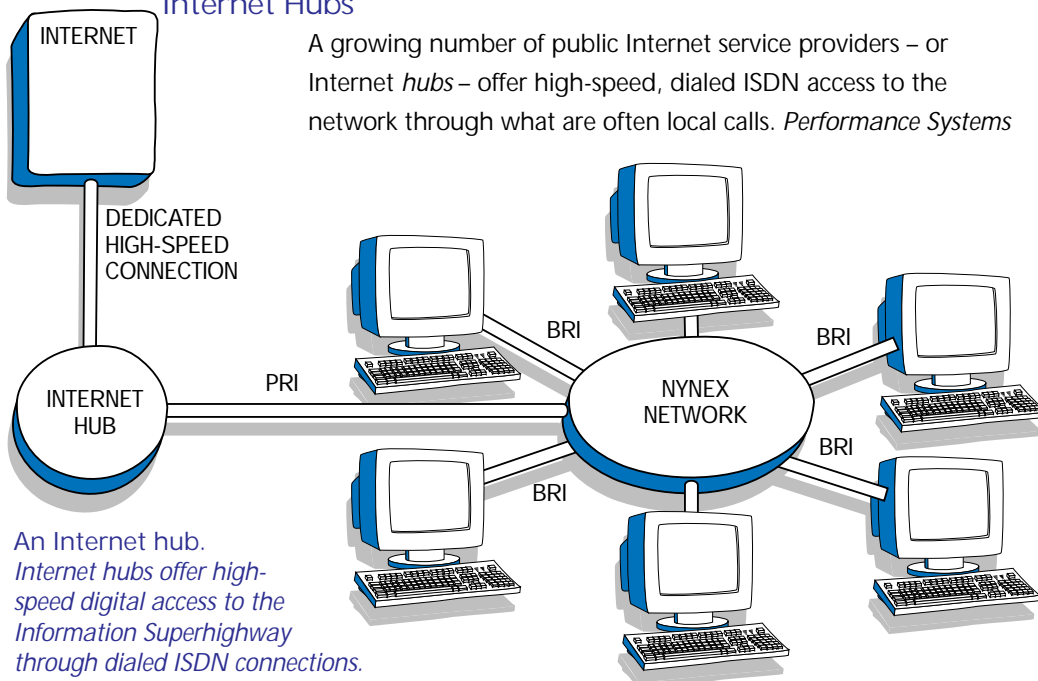 Internet Hubs
INTERNET
A growing number of public Internet service providers – or
Internet hubs – offer high-speed, dialed ISDN access to the
network through what are often local calls. Performance Systems
DEDICATED
HIGH-SPEED
CONNECTION
BRI
BRI
PRI
INTERNET
HUB
NYNEX
NETWORK
BRI
BRI
An Internet hub.
Internet hubs offer high-
speed digital access to the
Information Superhighway
through dialed ISDN connections.